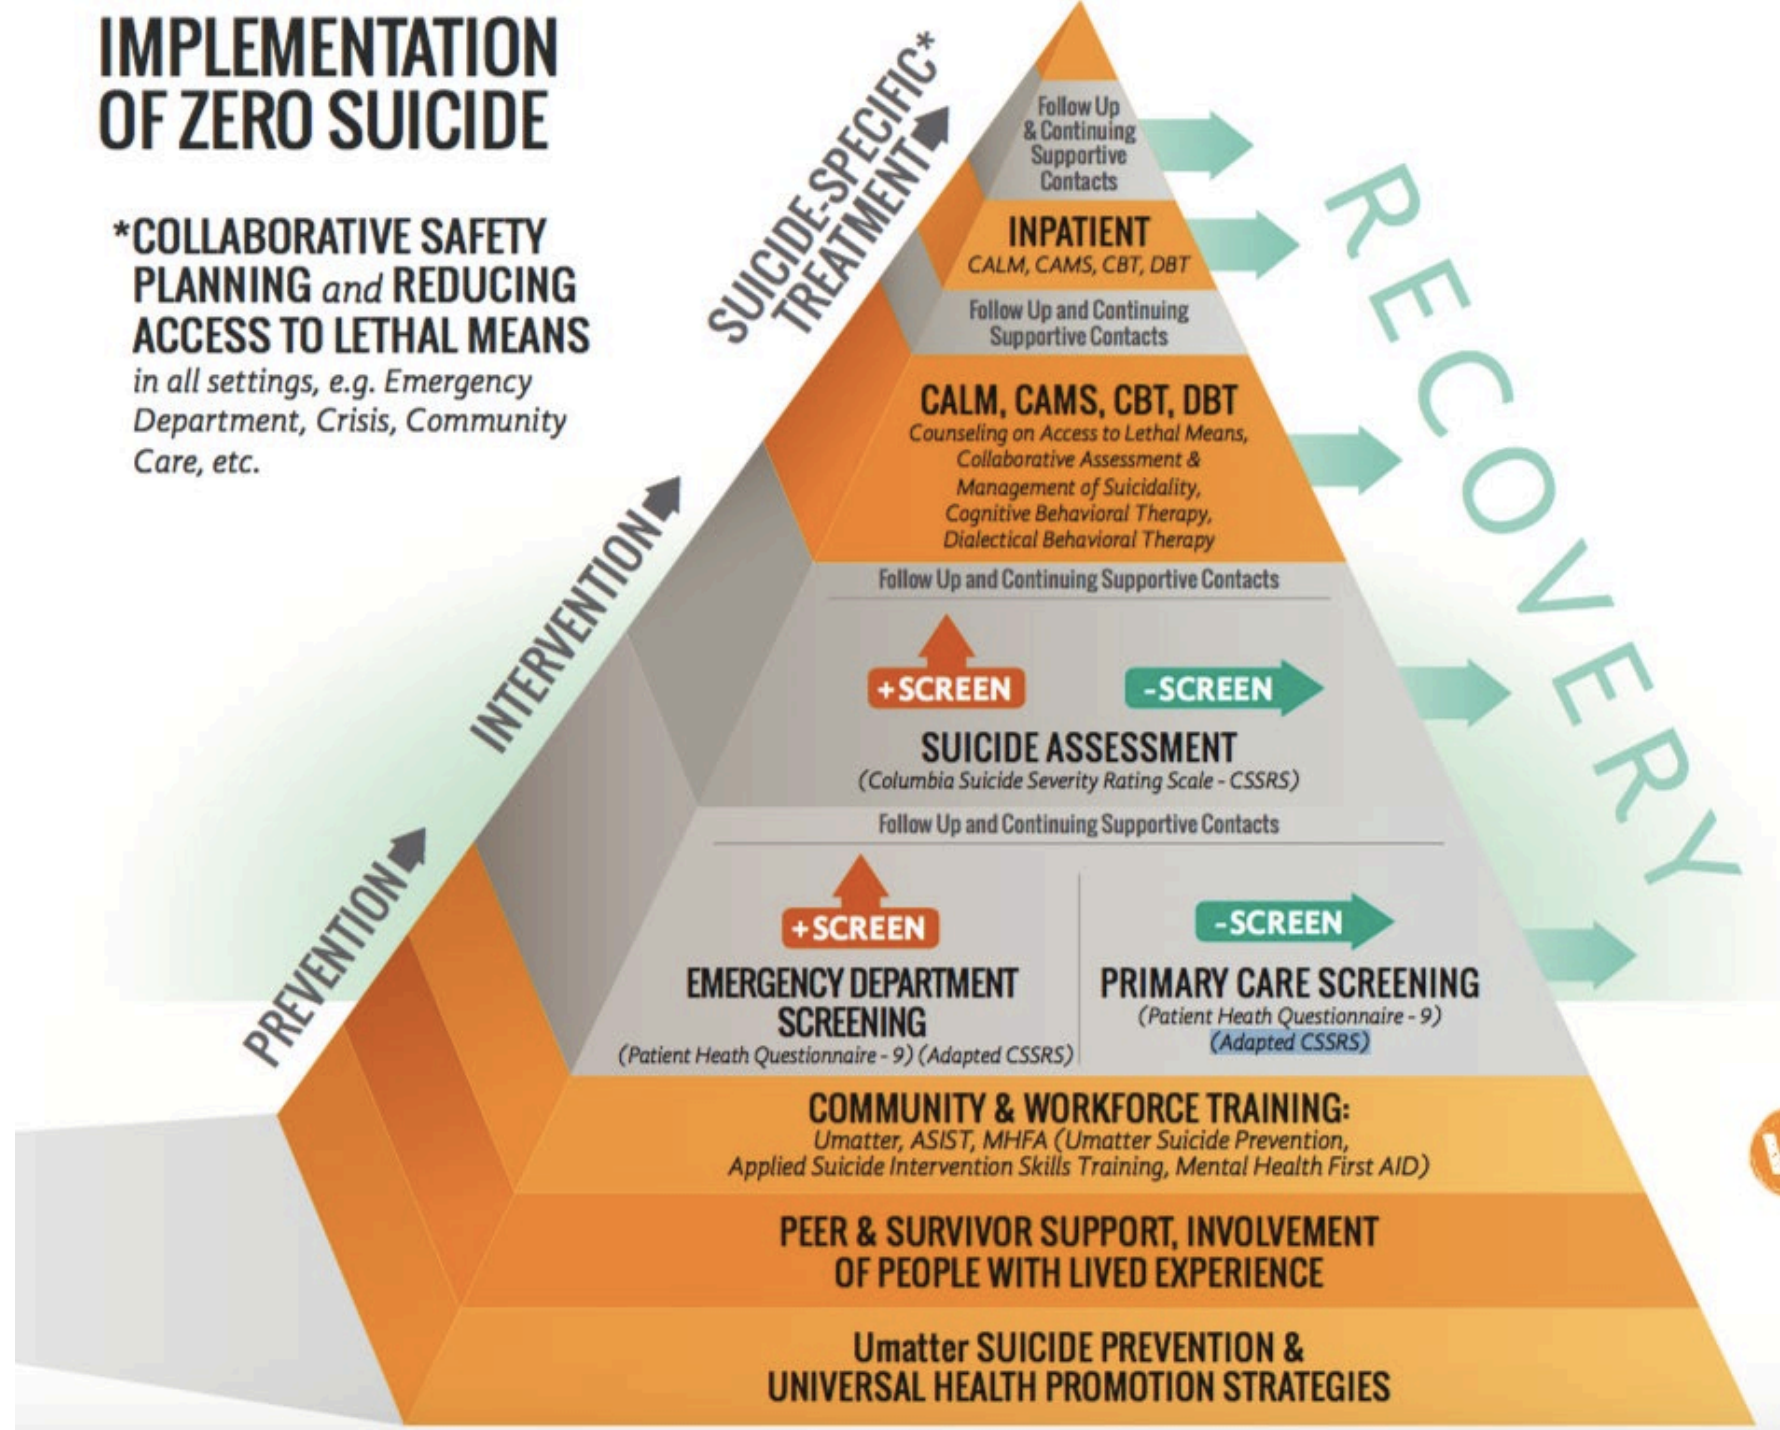 IMPLEMENTATION
OF ZERO SUICIDE
*COLLABORATIVE SAFETY
PLANNING and REDUCING
ACCESS TO LETHAL MEANS
in all settings, e.g. Emergency
Department, Crisis, Community
Care, etc.
SUICIDE-SPECIFIC*
TREATMENT
INTERVENTION
PREVENTION
RECOVERY
Follow Up
& Continuing
Supportive
Contacts
INPATIENT
CALM, CAMS, CBT, DBT
Follow Up and Continuing
Supportive Contacts
CALM, CAMS, CBT, DBT
Counseling on Access to Lethal Means,
Collaborative Assessment &
Management of Suicidality,
Cognitive Behavioral Therapy,
Dialectical Behavioral Therapy
Follow Up and Continuing Supportive Contacts
+SCREEN
-SCREEN
SUICIDE ASSESSMENT
(Columbia Suicide Severity Rating Scale - CSSRS)
Follow Up and Continuing Supportive Contacts
+SCREEN
EMERGENCY DEPARTMENT
SCREENING
(Patient Heath Questionnaire - 9) (Adapted CSSRS)
-SCREEN
PRIMARY CARE SCREENING
(Patient Heath Questionnaire - 9)
(Adapted CSSRS)
COMMUNITY & WORKFORCE TRAINING:
Umatter, ASIST, MHFA (Umatter Suicide Prevention,
Applied Suicide Intervention Skills Training, Mental Health First AID)
PEER & SURVIVOR SUPPORT, INVOLVEMENT
OF PEOPLE WITH LIVED EXPERIENCE
Umatter SUICIDE PREVENTION &
UNIVERSAL HEALTH PROMOTION STRATEGIES